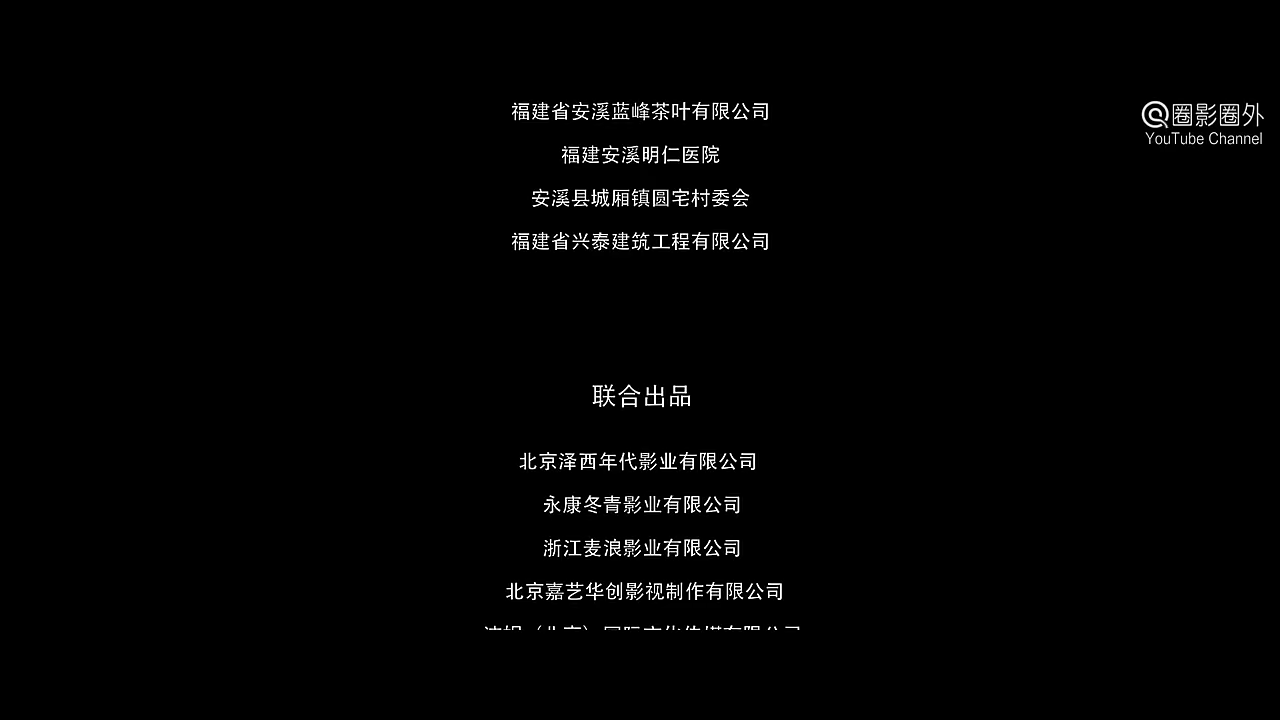 福建省安溪蓝峰茶叶有限公司
圈影圈外
YouTube Channel
福建安溪明仁医院
安溪县城厢镇圆宅村委会
福建省兴泰建筑工程有限公司
联合出品
北京泽西年代影业有限公司
永康冬青影业有限公司
浙江麦浪影业有限公司
北京嘉艺华创影视制作有限公司